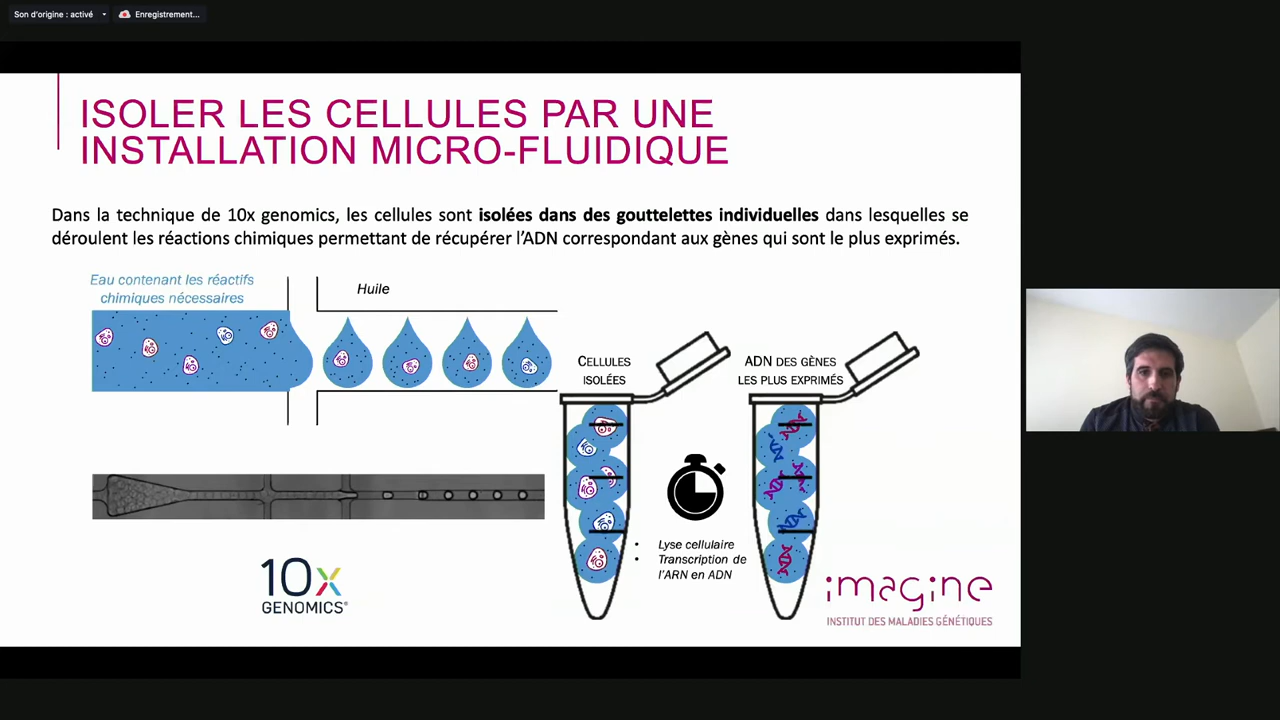 Son d'origine : activé
Enregistrement...
ISOLER LES CELLULES PAR UNE
INSTALLATION MICRO-FLUIDIQUE
Dans la technique de 10x genomics, les cellules sont isolées dans des gouttelettes individuelles dans lesquelles se
déroulent les réactions chimiques permettant de récupérer l'ADN correspondant aux gènes qui sont le plus exprimés.
Eau contenant les réactifs
chimiques nécessaires
Huile
CELLULES
ISOLÉES
ADN DES GÈNES
LES PLUS EXPRIMÉS
• Lyse cellulaire
• Transcription de
l'ARN en ADN
10x
GENOMICS®
imagine
INSTITUT DES MALADIES GÉNÉTIQUES